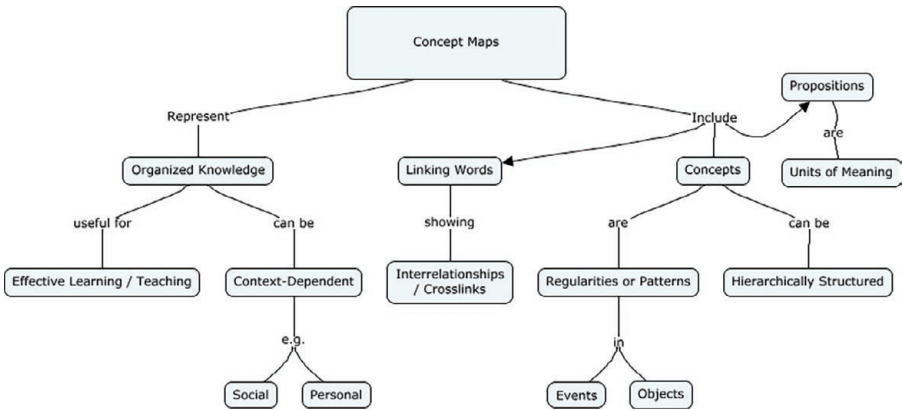 Concept Maps
Propositions
Represent
Include
are
Organized Knowledge
Linking Words
Concepts
Units of Meaning
useful for
can be
showing
are
can be
Effective Learning / Teaching
Context-Dependent
Interrelationships
/ Crosslinks
Regularities or Patterns
Hierarchically Structured
e.g.
in
Social
Personal
Events
Objects